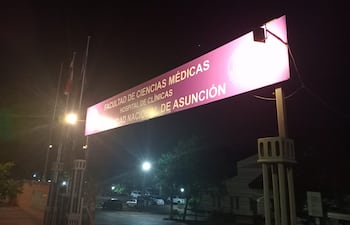 FACULTAD DE CIENCIAS MÉDICAS
HOSPITAL DE CLÍNICAS
NACIONAL DE ASUNCIÓN